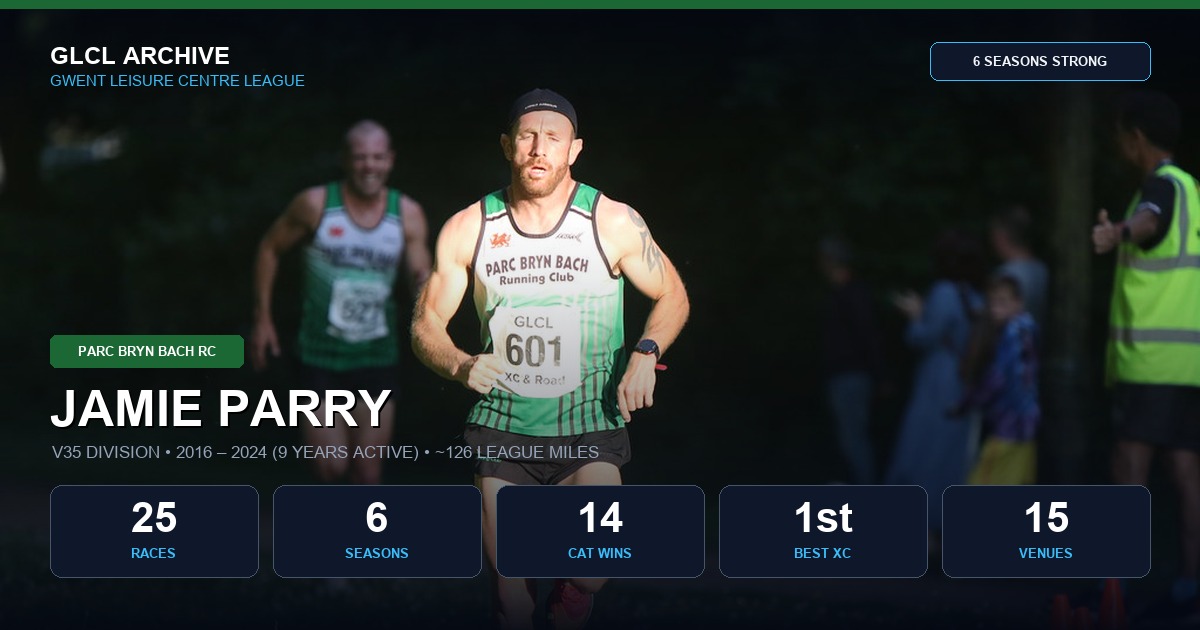 GLCL ARCHIVE
GWENT LEISURE CENTRE LEAGUE
6 SEASONS STRONG
PARC BRYN BACH
Running Club
GLCL
601
XC & Road
PARC BRYN BACH RC
JAMIE PARRY
V35 DIVISION • 2016 – 2024 (9 YEARS ACTIVE) • ~126 LEAGUE MILES
25
RACES
6
SEASONS
14
CAT WINS
1st
BEST XC
15
VENUES